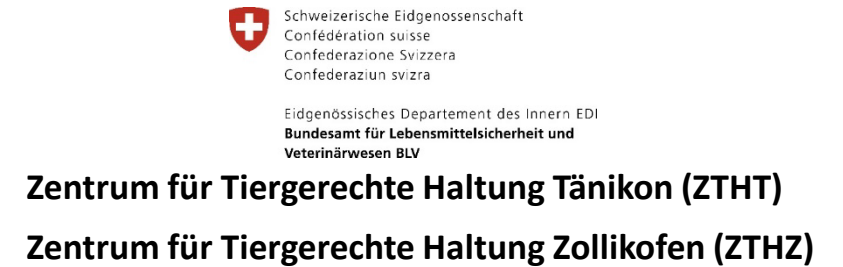 Schweizerische Eidgenossenschaft
Confédération suisse
Confederazione Svizzera
Confederaziun svizra
Eidgenössisches Departement des Innern EDI
Bundesamt für Lebensmittelsicherheit und
Veterinärwesen BLV
Zentrum für Tiergerechte Haltung Tänikon (ZTHT)
Zentrum für Tiergerechte Haltung Zollikofen (ZTHZ)